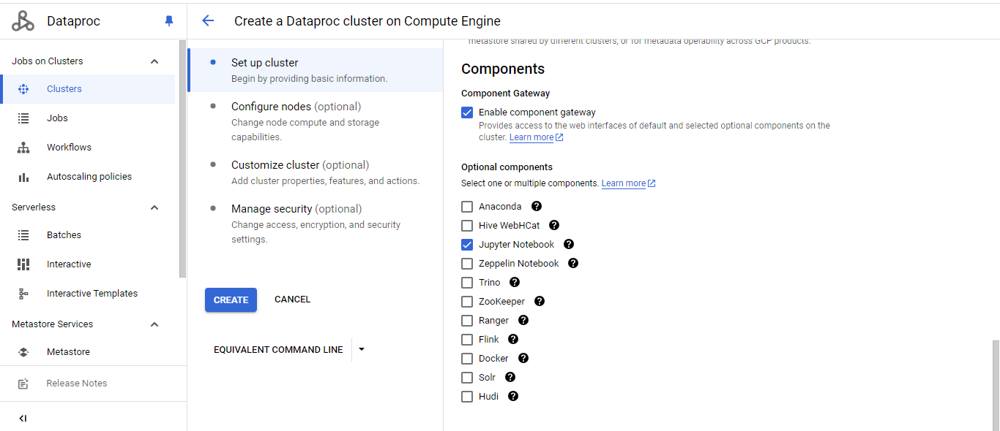 Dataproc
Create a Dataproc cluster on Compute Engine
Jobs on Clusters
Clusters
Jobs
Workflows
Autoscaling policies
Serverless
Batches
Interactive
Interactive Templates
Metastore Services
Metastore
Release Notes
Set up cluster
Begin by providing basic information.
Configure nodes (optional)
Change node compute and storage
capabilities.
Customize cluster (optional)
Add cluster properties, features, and actions.
Manage security (optional)
Change access, encryption, and security
settings.
CREATE CANCEL
EQUIVALENT COMMAND LINE
metastore shared by different clusters, or for metadata operability across GCP products.
Components
Component Gateway
Enable component gateway
Provides access to the web interfaces of default and selected optional components on the
cluster. Learn more
Optional components
Select one or multiple components. Learn more
Anaconda
Hive WebHCat
Jupyter Notebook
Zeppelin Notebook
Trino
ZooKeeper
Ranger
Flink
Docker
Solr
Hudi